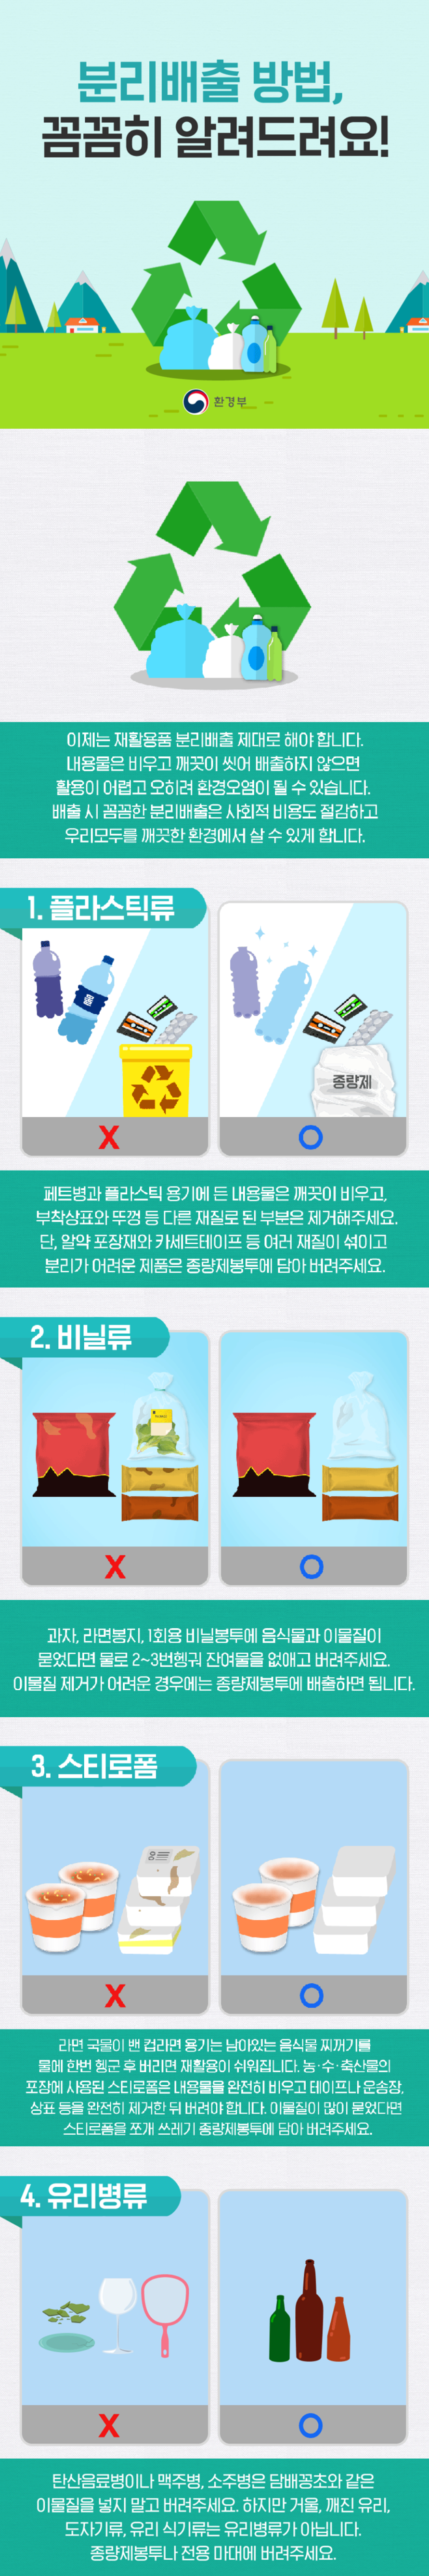 분리배출 방법,
꼼꼼히 알려드려요!
환경부
이제는 재활용품 분리배출 제대로 해야 합니다.
내용물은 비우고 깨끗이 씻어 배출하지 않으면
활용이 어렵고 오히려 환경오염이 될 수 있습니다.
배출 시 꼼꼼한 분리배출은 사회적 비용도 절감하고
우리모두를 깨끗한 환경에서 살 수 있게 합니다.
1. 플라스틱류
물
종량제
X
O
페트병과 플라스틱 용기에 든 내용물은 깨끗이 비우고,
부착상표와 뚜껑 등 다른 재질로 된 부분은 제거해주세요.
단, 알약 포장재와 카세트테이프 등 여러 재질이 섞이고
분리가 어려운 제품은 종량제봉투에 담아 버려주세요.
2. 비닐류
X
O
과자, 라면봉지, 1회용 비닐봉투에 음식물과 이물질이
묻었다면 물로 2~3번헹궈 잔여물을 없애고 버려주세요.
이물질 제거가 어려운 경우에는 종량제봉투에 배출하면 됩니다.
3. 스티로폼
X
O
라면 국물이 밴 컵라면 용기는 남아있는 음식물 찌꺼기를
물에 한번 헹군 후 버리면 재활용이 쉬워집니다. 농·수·축산물의
포장에 사용된 스티로폼은 내용물을 완전히 비우고 테이프나 운송장,
상표 등을 완전히 제거한 뒤 버려야 합니다. 이물질이 많이 묻었다면
스티로폼을 쪼개 쓰레기 종량제봉투에 담아 버려주세요.
4. 유리병류
X
O
탄산음료병이나 맥주병, 소주병은 담배꽁초와 같은
이물질을 넣지 말고 버려주세요. 하지만 거울, 깨진 유리,
도자기류, 유리 식기류는 유리병류가 아닙니다.
종량제봉투나 전용 마대에 버려주세요.